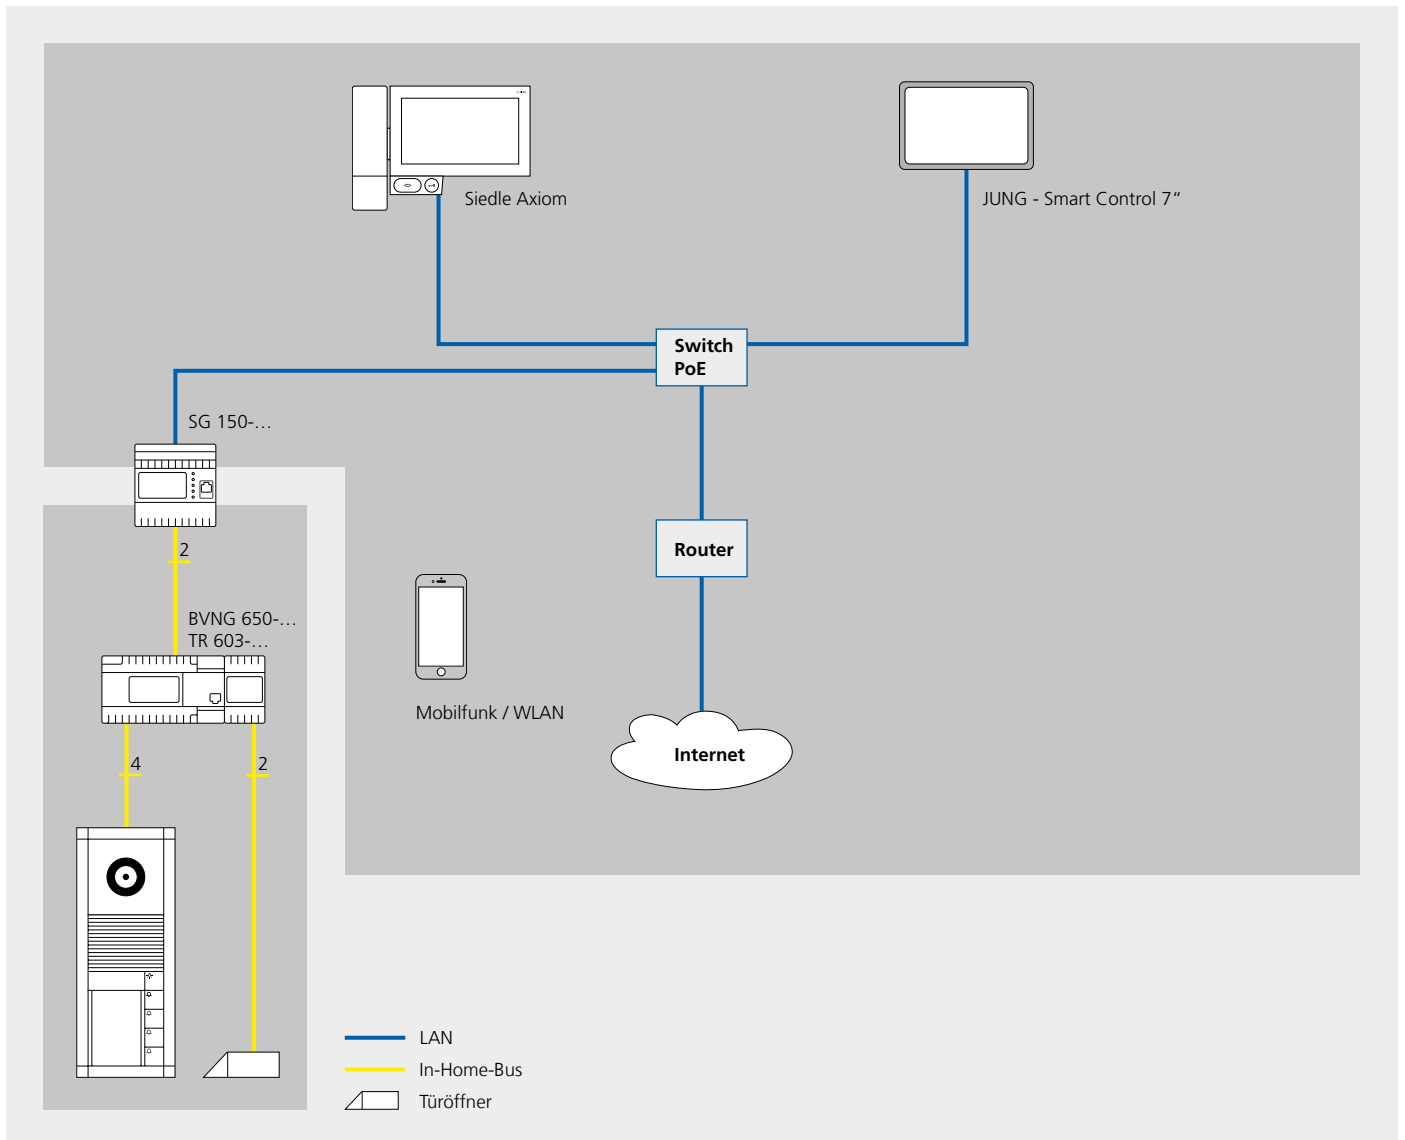 Siedle Axiom
JUNG - Smart Control 7“
Switch
PoE
SG 150-…
2
Router
BVNG 650-…
TR 603-…
Mobilfunk / WLAN
Internet
4
2
LAN
In-Home-Bus
Türöffner